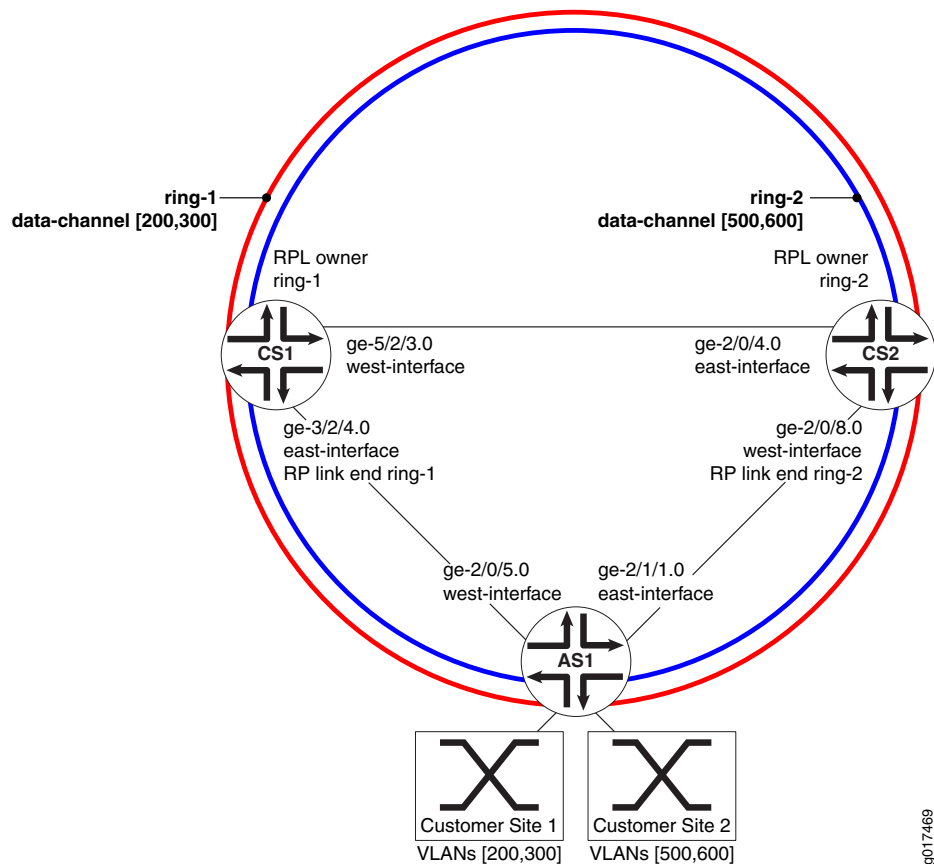 ring-1
data-channel [200,300]
ring-2
data-channel [500,600]
RPL owner
ring-1
RPL owner
ring-2
CS1
ge-5/2/3.0
west-interface
ge-2/0/4.0
east-interface
CS2
ge-3/2/4.0
east-interface
RP link end ring-1
ge-2/0/8.0
west-interface
RP link end ring-2
ge-2/0/5.0
west-interface
ge-2/1/1.0
east-interface
AS1
Customer Site 1
VLANs [200,300]
Customer Site 2
VLANs [500,600]
g017469